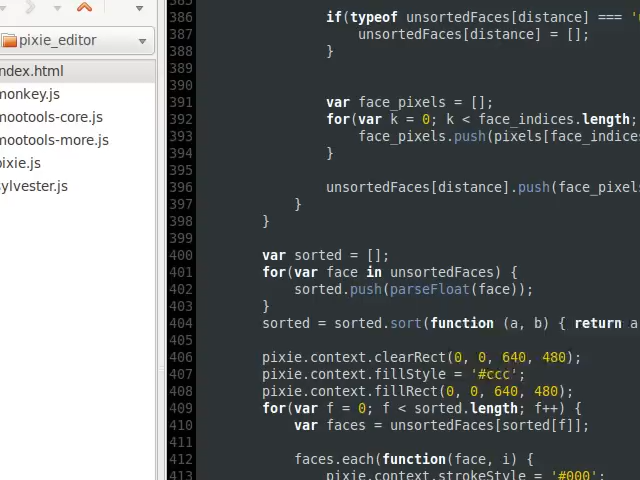 pixie_editor
ndex.html
monkey.js
mootools-core.js
mootools-more.js
pixie.js
sylvester.js
385
386 if(typeof unsortedFaces[distance] === 'u
387 unsortedFaces[distance] = [];
388 }
389
390
391 var face_pixels = [];
392 for(var k = 0; k < face_indices.length;
393 face_pixels.push(pixels[face_indice
394 }
395
396 unsortedFaces[distance].push(face_pixels
397 }
398 }
399
400 var sorted = [];
401 for(var face in unsortedFaces) {
402 sorted.push(parseFloat(face));
403 }
404 sorted = sorted.sort(function (a, b) { return a
405
406 pixie.context.clearRect(0, 0, 640, 480);
407 pixie.context.fillStyle = '#ccc';
408 pixie.context.fillRect(0, 0, 640, 480);
409 for(var f = 0; f < sorted.length; f++) {
410 var faces = unsortedFaces[sorted[f]];
411
412 faces.each(function(face, i) {
413 pixie.context.strokeStyle = '#000';